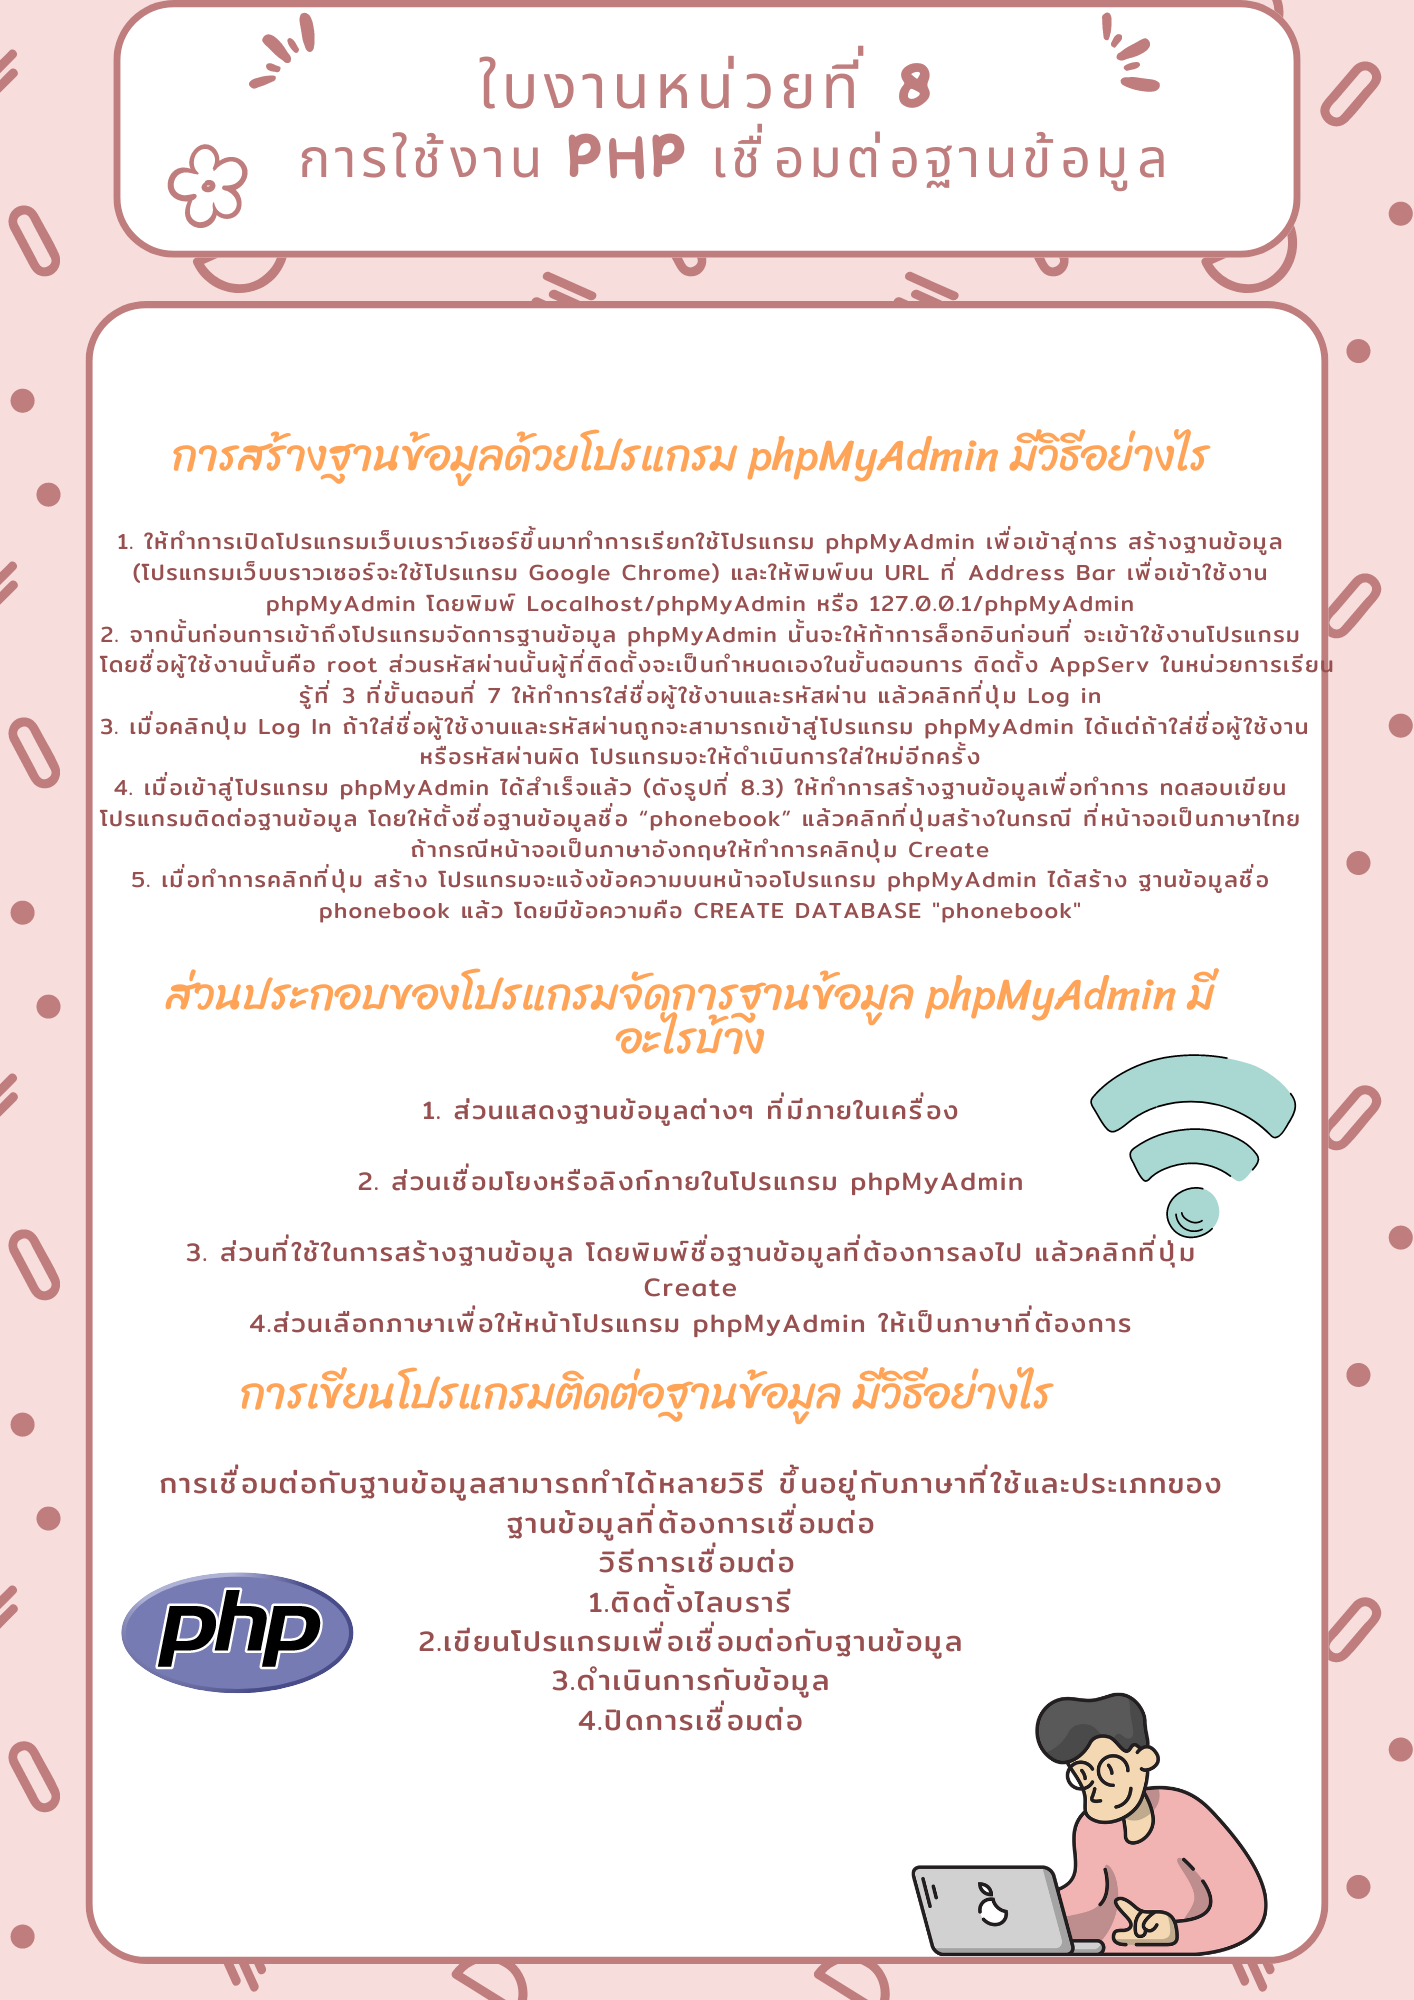 ใบงานหน่วยที่ 8
การใช้งาน PHP เชื่อมต่อฐานข้อมูล
การสร้างฐานข้อมูลด้วยโปรแกรม phpMyAdmin มีวิธีอย่างไร
1. ให้ทำการเปิดโปรแกรมเว็บเบราว์เซอร์ขึ้นมาทำการเรียกใช้โปรแกรม phpMyAdmin เพื่อเข้าสู่การ สร้างฐานข้อมูล
(โปรแกรมเว็บบราวเซอร์จะใช้โปรแกรม Google Chrome) และให้พิมพ์บน URL ที่ Address Bar เพื่อเข้าใช้งาน
phpMyAdmin โดยพิมพ์ Localhost/phpMyAdmin หรือ 127.0.0.1/phpMyAdmin
2. จากนั้นก่อนการเข้าถึงโปรแกรมจัดการฐานข้อมูล phpMyAdmin นั้นจะให้ท้าการล็อกอินก่อนที่ จะเข้าใช้งานโปรแกรม
โดยชื่อผู้ใช้งานนั้นคือ root ส่วนรหัสผ่านนั้นผู้ที่ติดตั้งจะเป็นกำหนดเองในขั้นตอนการ ติดตั้ง AppServ ในหน่วยการเรียน
รู้ที่ 3 ที่ขั้นตอนที่ 7 ให้ทำการใส่ชื่อผู้ใช้งานและรหัสผ่าน แล้วคลิกที่ปุ่ม Log in
3. เมื่อคลิกปุ่ม Log In ถ้าใส่ชื่อผู้ใช้งานและรหัสผ่านถูกจะสามารถเข้าสู่โปรแกรม phpMyAdmin ได้แต่ถ้าใส่ชื่อผู้ใช้งาน
หรือรหัสผ่านผิด โปรแกรมจะให้ดำเนินการใส่ใหม่อีกครั้ง
4. เมื่อเข้าสู่โปรแกรม phpMyAdmin ได้สำเร็จแล้ว (ดังรูปที่ 8.3) ให้ทำการสร้างฐานข้อมูลเพื่อทำการ ทดสอบเขียน
โปรแกรมติดต่อฐานข้อมูล โดยให้ตั้งชื่อฐานข้อมูลชื่อ “phonebook” แล้วคลิกที่ปุ่มสร้างในกรณี ที่หน้าจอเป็นภาษาไทย
ถ้ากรณีหน้าจอเป็นภาษาอังกฤษให้ทำการคลิกปุ่ม Create
5. เมื่อทำการคลิกที่ปุ่ม สร้าง โปรแกรมจะแจ้งข้อความบนหน้าจอโปรแกรม phpMyAdmin ได้สร้าง ฐานข้อมูลชื่อ
phonebook แล้ว โดยมีข้อความคือ CREATE DATABASE "phonebook"
ส่วนประกอบของโปรแกรมจัดการฐานข้อมูล phpMyAdmin มี
อะไรบ้าง
1. ส่วนแสดงฐานข้อมูลต่างๆ ที่มีภายในเครื่อง
2. ส่วนเชื่อมโยงหรือลิงก์ภายในโปรแกรม phpMyAdmin
3. ส่วนที่ใช้ในการสร้างฐานข้อมูล โดยพิมพ์ชื่อฐานข้อมูลที่ต้องการลงไป แล้วคลิกที่ปุ่ม
Create
4.ส่วนเลือกภาษาเพื่อให้หน้าโปรแกรม phpMyAdmin ให้เป็นภาษาที่ต้องการ
การเขียนโปรแกรมติดต่อฐานข้อมูล มีวิธีอย่างไร
การเชื่อมต่อกับฐานข้อมูลสามารถทำได้หลายวิธี ขึ้นอยู่กับภาษาที่ใช้และประเภทของ
ฐานข้อมูลที่ต้องการเชื่อมต่อ
วิธีการเชื่อมต่อ
1.ติดตั้งไลบรารี
2.เขียนโปรแกรมเพื่อเชื่อมต่อกับฐานข้อมูล
3.ดำเนินการกับข้อมูล
4.ปิดการเชื่อมต่อ
php